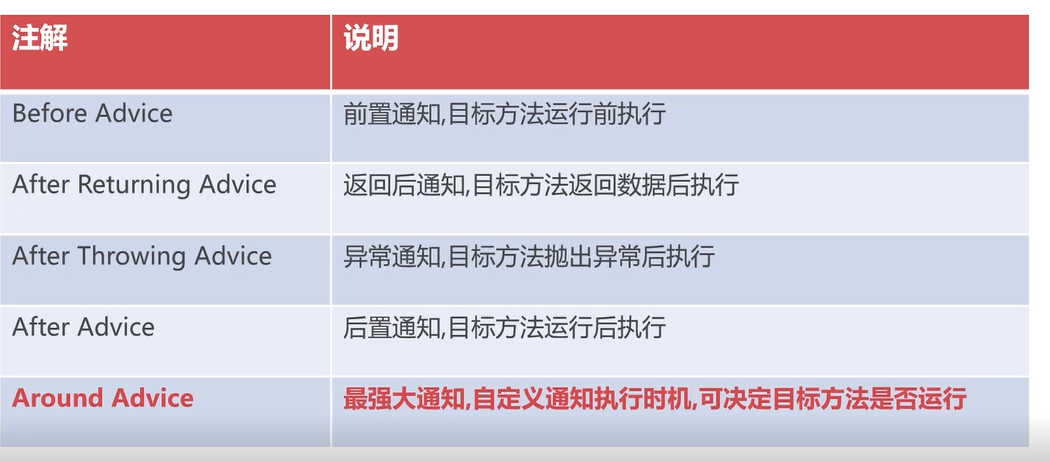 注解
说明
Before Advice
前置通知,目标方法运行前执行
After Returning Advice
返回后通知,目标方法返回数据后执行
After Throwing Advice
异常通知,目标方法抛出异常后执行
After Advice
后置通知,目标方法运行后执行
Around Advice
最强大通知,自定义通知执行时机,可决定目标方法是否运行